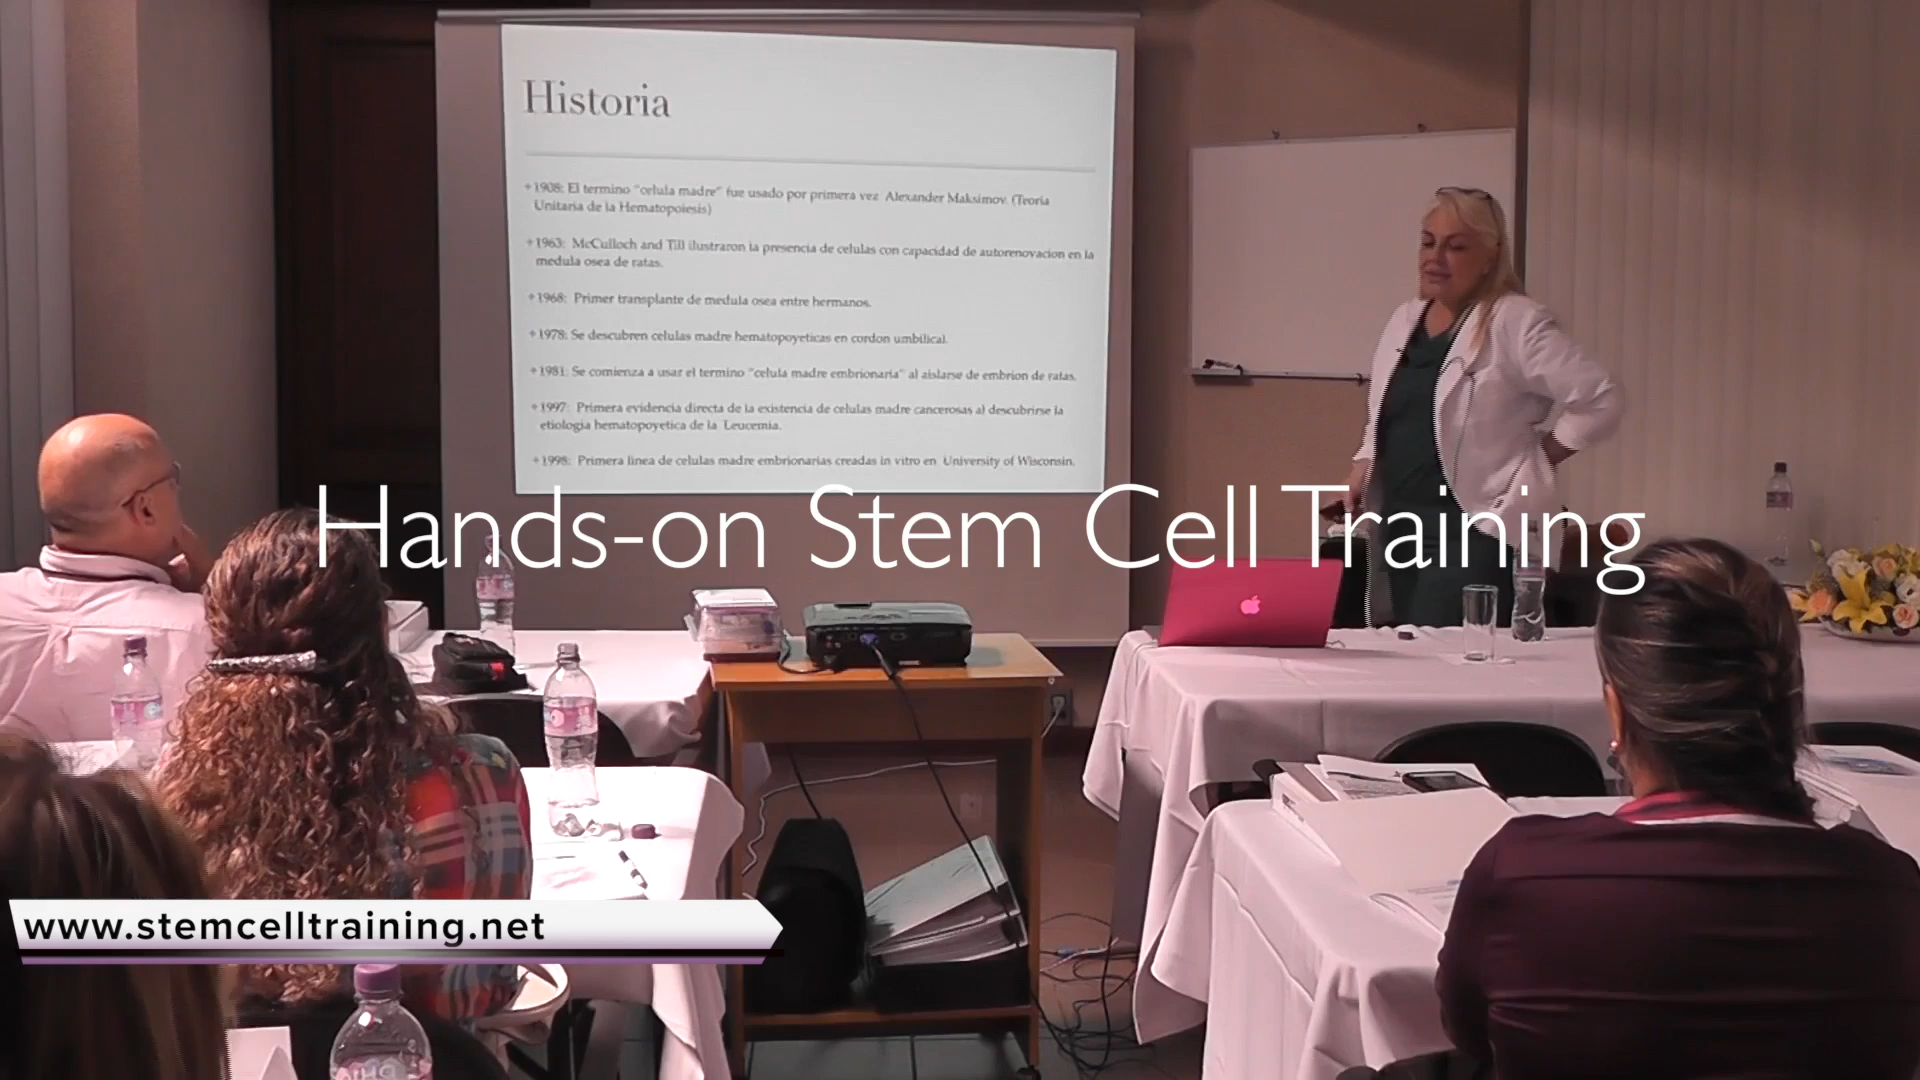 Historia
1908: El termino "celula madre" fue usado por primera vez Alexander Maksimov. (Teoria
Unitaria de la Hematopoiesis)
1963: McCulloch and Till ilustraron la presencia de celulas con capacidad de autorenovacion en la
medula osea de ratas.
1968: Primer transplante de medula osea entre hermanos.
1978: Se descubren celulas madre hematopoyeticas en cordon umbilical.
1981: Se comienza a usar el termino "celula madre embrionaria" al aislarse de embrion de ratas.
1997: Primera evidencia directa de la existencia de celulas madre cancerosas al descubrirse la
etiologia hematopoyetica de la Leucemia.
1998: Primera linea de celulas madre embrionarias creadas in vitro en University of Wisconsin.
Hands-on Stem Cell Training
www.stemcelltraining.net